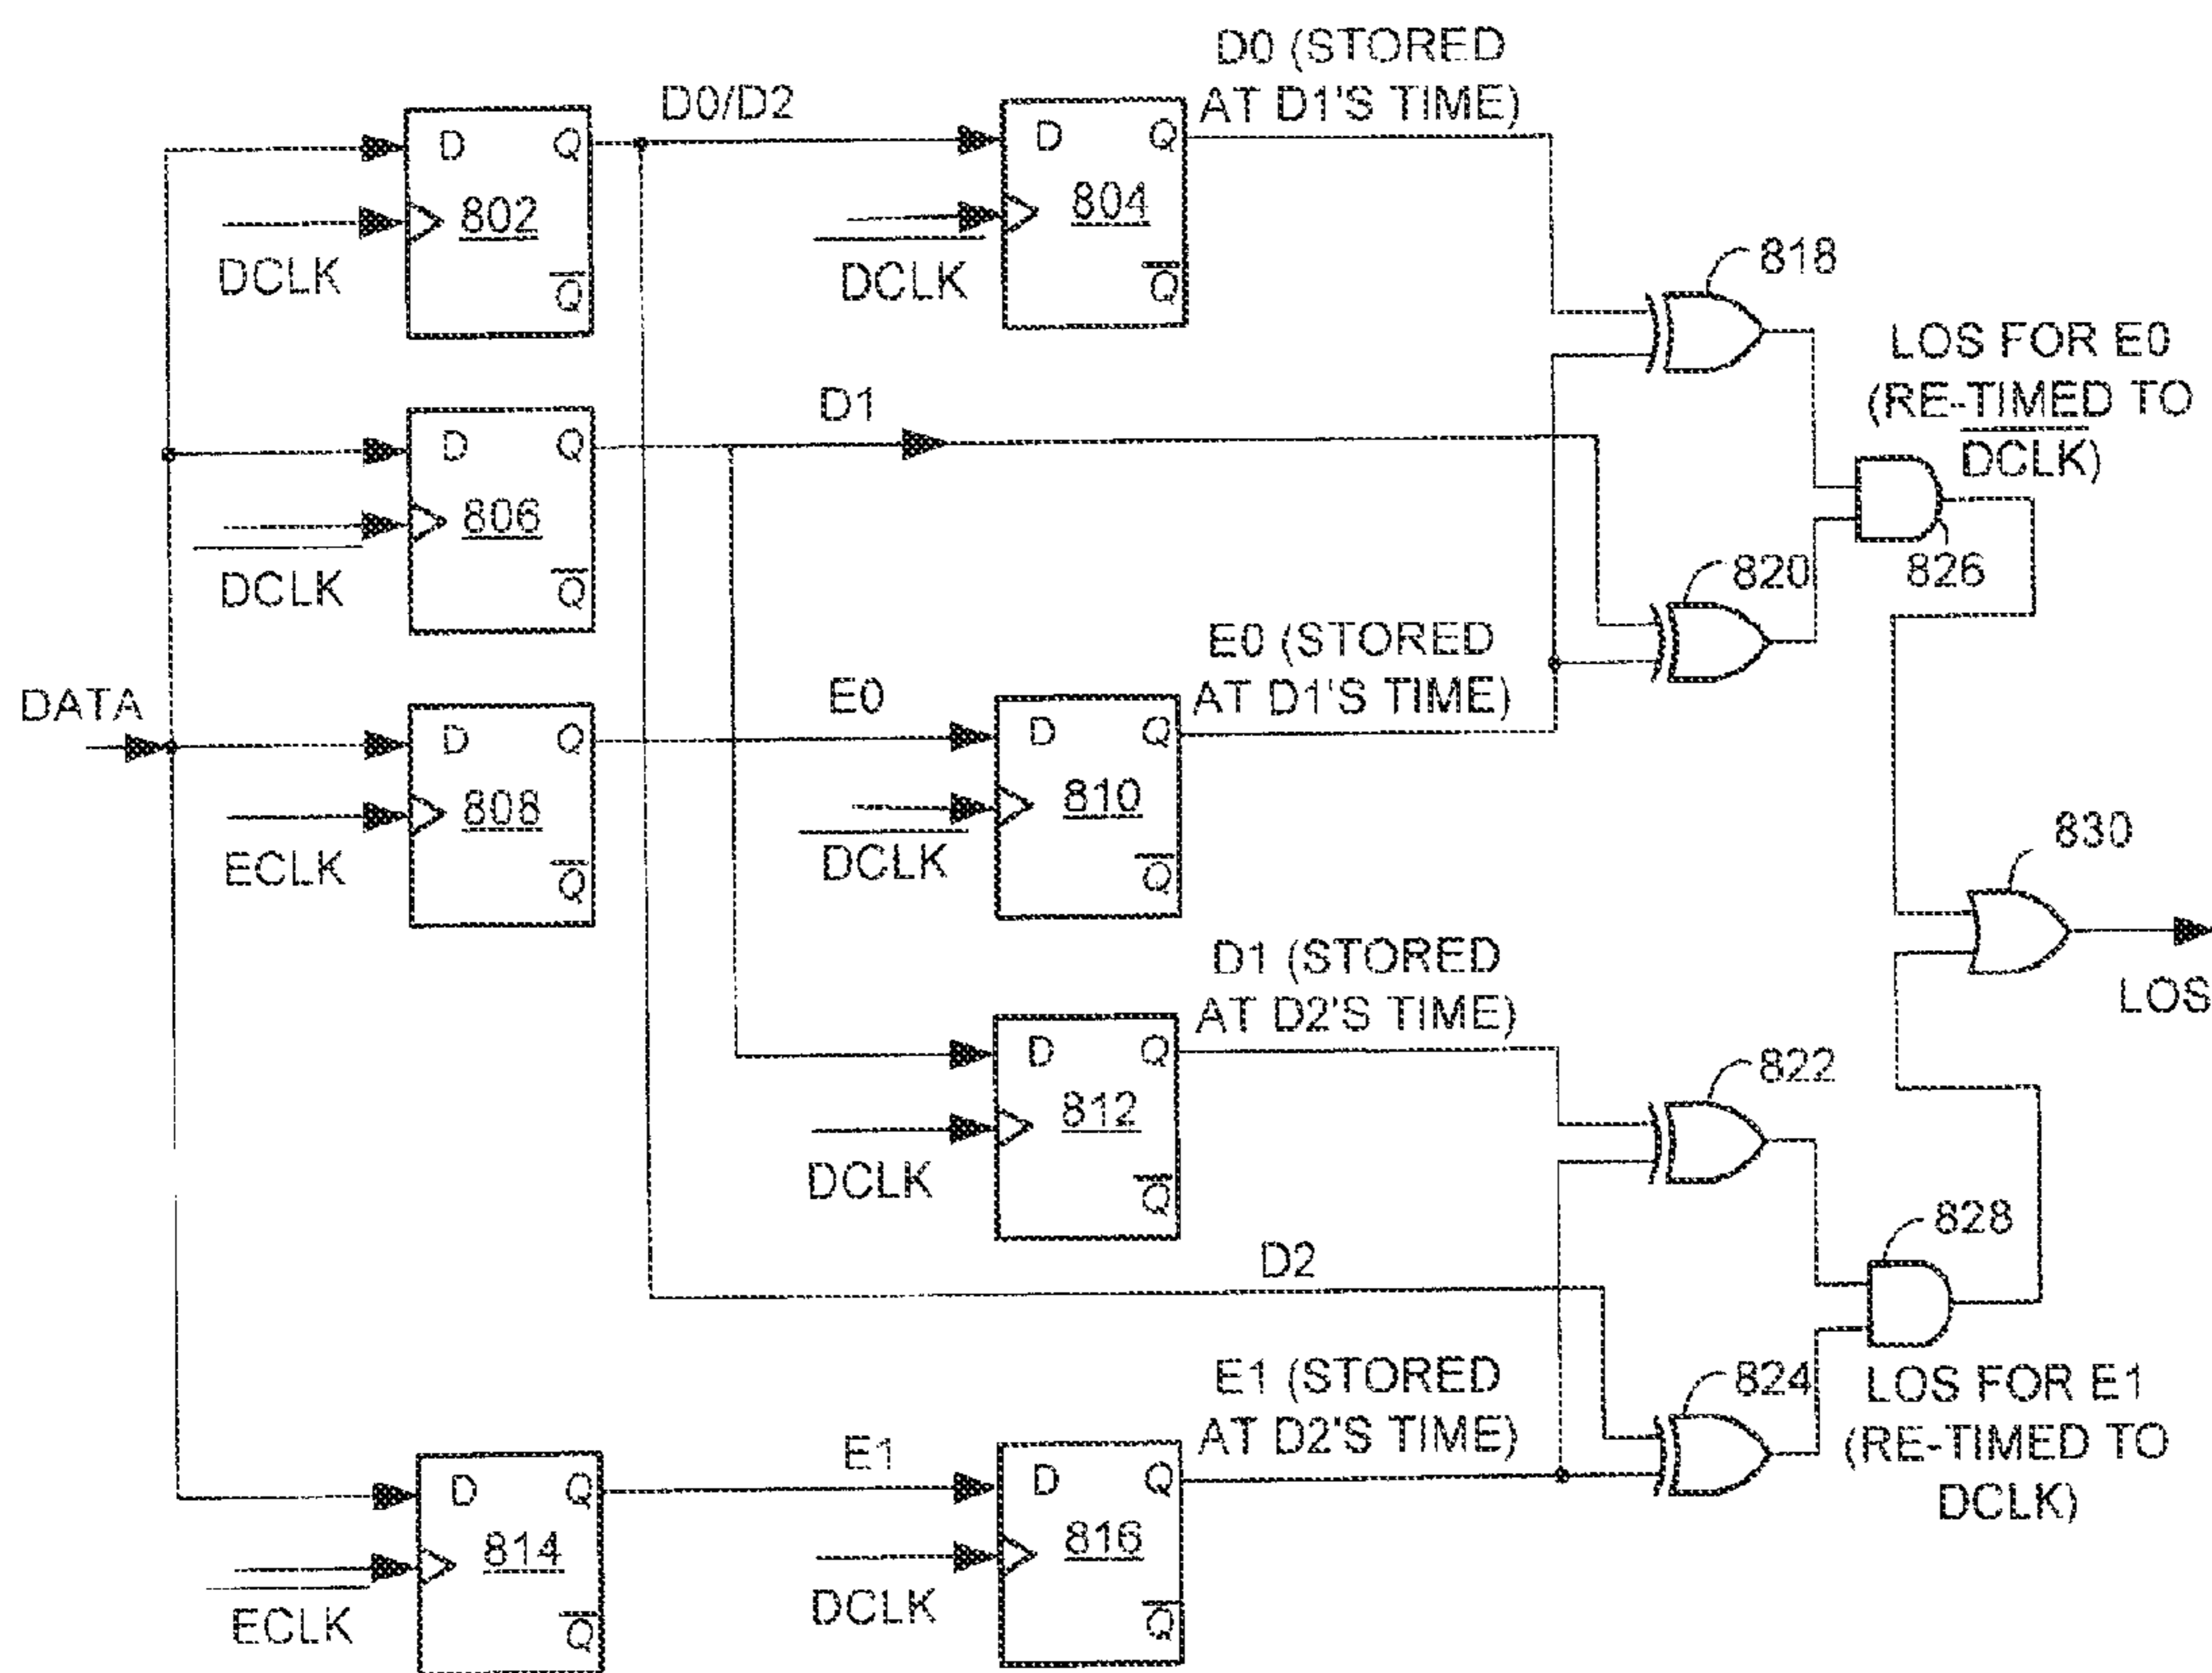 D0 (STORED
AT D1'S TIME)
D0/D2
D Q
802
DCLK
Q
D Q
804
DCLK
Q
818
LOS FOR E0
(RE-TIMED TO
DCLK)
D1
D Q
806
DCLK
Q
820
826
E0 (STORED
AT D1'S TIME)
DATA
E0
D Q
808
ECLK
Q
D Q
810
DCLK
Q
830
LOS
D1 (STORED
AT D2'S TIME)
D Q
812
DCLK
Q
822
828
D2
E1 (STORED
AT D2'S TIME)
824
LOS FOR E1
(RE-TIMED TO
DCLK)
E1
D Q
814
ECLK
Q
D Q
816
DCLK
Q